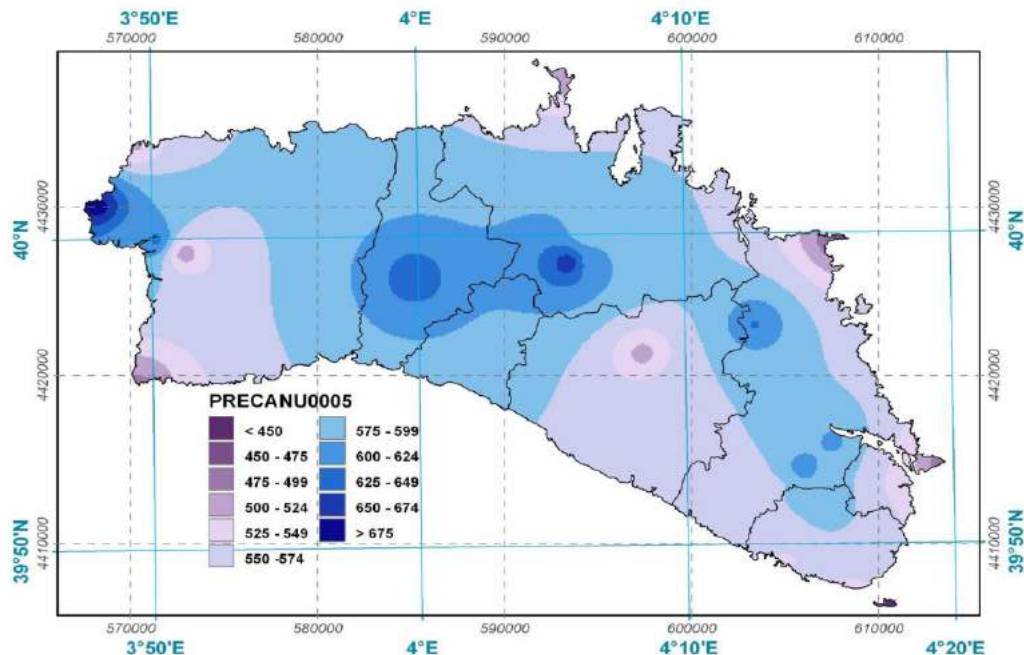 3°50'E 4°E 4°10'E
570000 580000 590000 600000 610000
4430000 4430000
40°N 40°N
4420000 4420000
PRECANU0005
< 450 575 - 599
450 - 475 600 - 624
475 - 499 625 - 649
500 - 524 650 - 674
525 - 549 > 675
550 - 574
4410000 4410000
39°50'N 39°50'N
570000 580000 590000 600000 610000
3°50'E 4°E 4°10'E 4°20'E